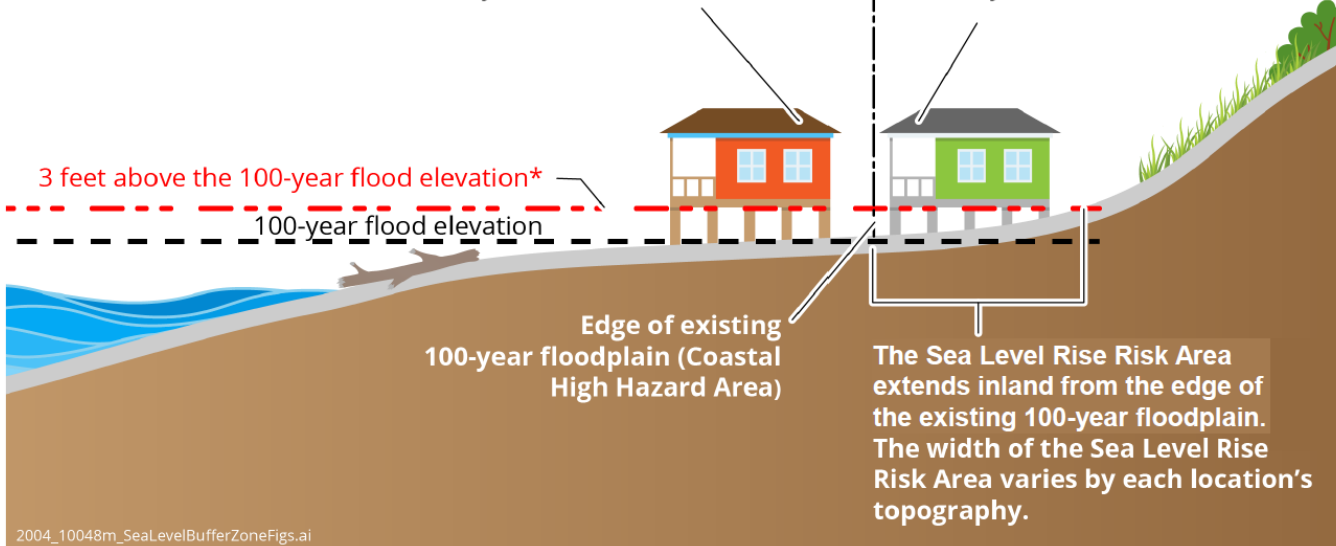 3 feet above the 100-year flood elevation*
100-year flood elevation
Edge of existing
100-year floodplain (Coastal
High Hazard Area)
The Sea Level Rise Risk Area
extends inland from the edge of
the existing 100-year floodplain.
The width of the Sea Level Rise
Risk Area varies by each location’s
topography.
2004_10048m_SeaLevelBufferZoneFigs.ai